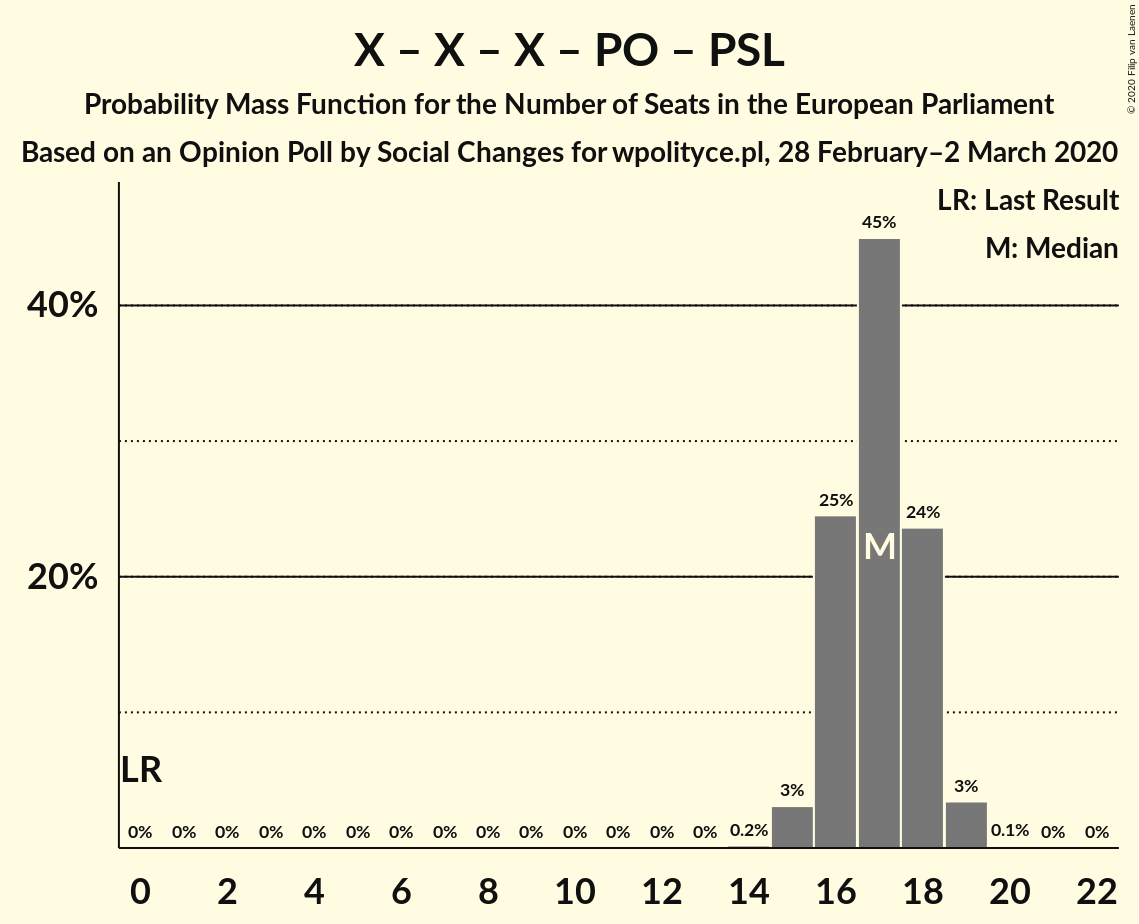 X – X – X – PO – PSL
Probability Mass Function for the Number of Seats in the European Parliament
Based on an Opinion Poll by Social Changes for wpolityce.pl, 28 February–2 March 2020
© 2020 Filip van Laenen
LR: Last Result
M: Median
45%
40%
25%
24%
M
20%
LR
3%
3%
0% 0% 0% 0% 0% 0% 0% 0% 0% 0% 0% 0% 0% 0% 0.2% 0.1% 0% 0%
0 2 4 6 8 10 12 14 16 18 20 22